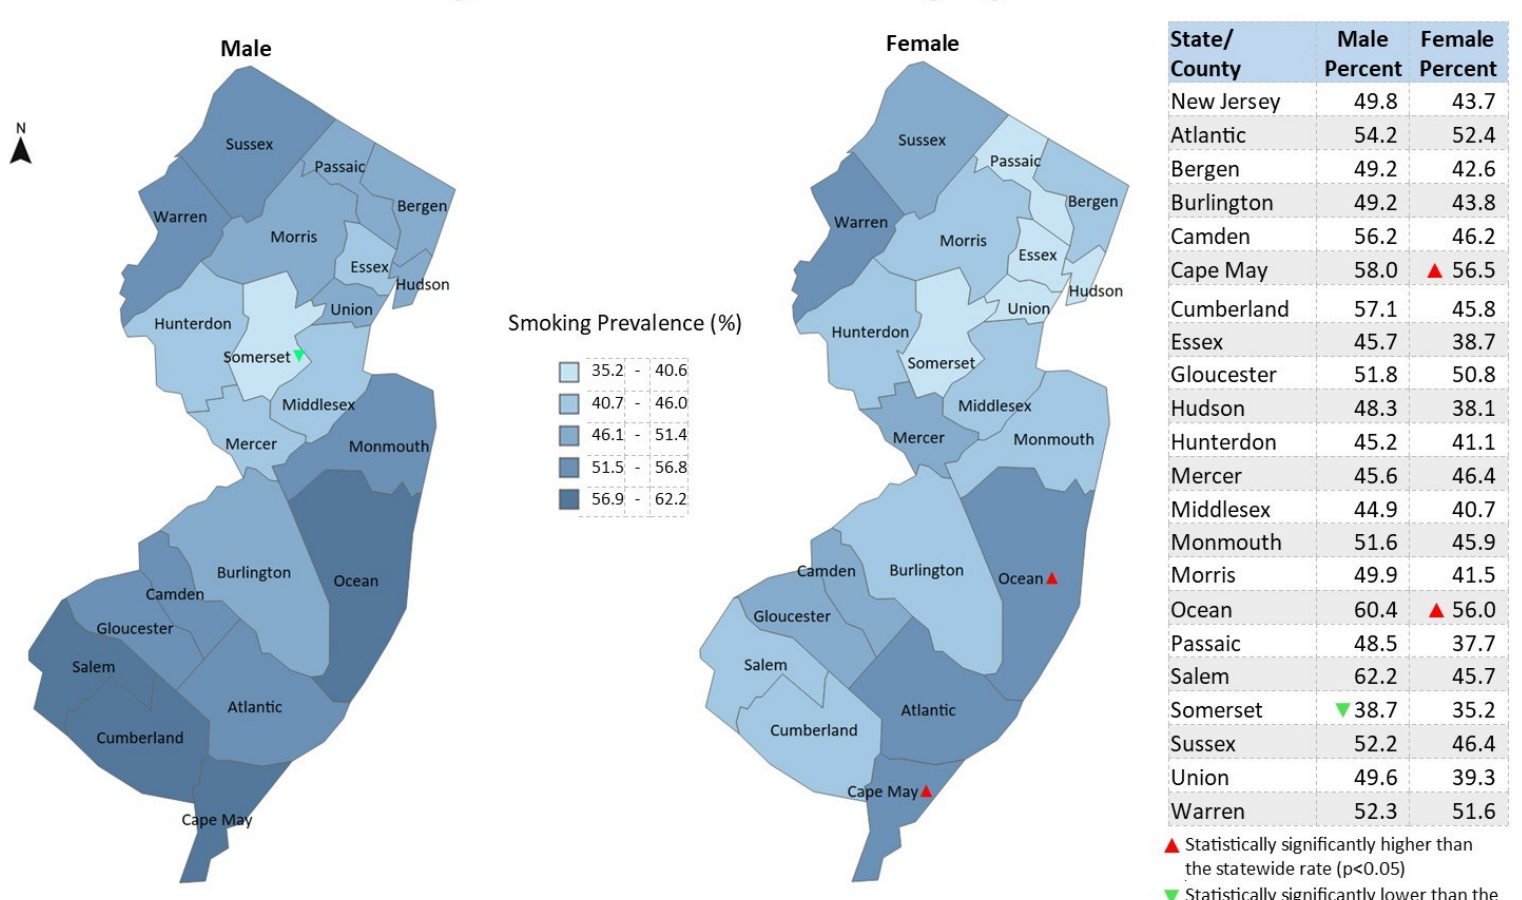 Male
Female
N
Sussex
Passaic
Bergen
Warren
Morris
Essex
Hudson
Union
Hunterdon
Somerset
Middlesex
Mercer
Monmouth
Burlington
Ocean
Camden
Gloucester
Salem
Atlantic
Cumberland
Cape May
Smoking Prevalence (%)
35.2 - 40.6
40.7 - 46.0
46.1 - 51.4
51.5 - 56.8
56.9 - 62.2
Sussex
Passaic
Bergen
Warren
Morris
Essex
Hudson
Union
Hunterdon
Somerset
Middlesex
Mercer
Monmouth
Burlington
Camden
Ocean
Gloucester
Salem
Atlantic
Cumberland
Cape May
State/ Male Female
County Percent Percent
New Jersey 49.8 43.7
Atlantic 54.2 52.4
Bergen 49.2 42.6
Burlington 49.2 43.8
Camden 56.2 46.2
Cape May 58.0 ▲ 56.5
Cumberland 57.1 45.8
Essex 45.7 38.7
Gloucester 51.8 50.8
Hudson 48.3 38.1
Hunterdon 45.2 41.1
Mercer 45.6 46.4
Middlesex 44.9 40.7
Monmouth 51.6 45.9
Morris 49.9 41.5
Ocean 60.4 ▲ 56.0
Passaic 48.5 37.7
Salem 62.2 45.7
Somerset ▼ 38.7 35.2
Sussex 52.2 46.4
Union 49.6 39.3
Warren 52.3 51.6
▲ Statistically significantly higher than
the statewide rate (p<0.05)
▼ Statistically significantly lower than the